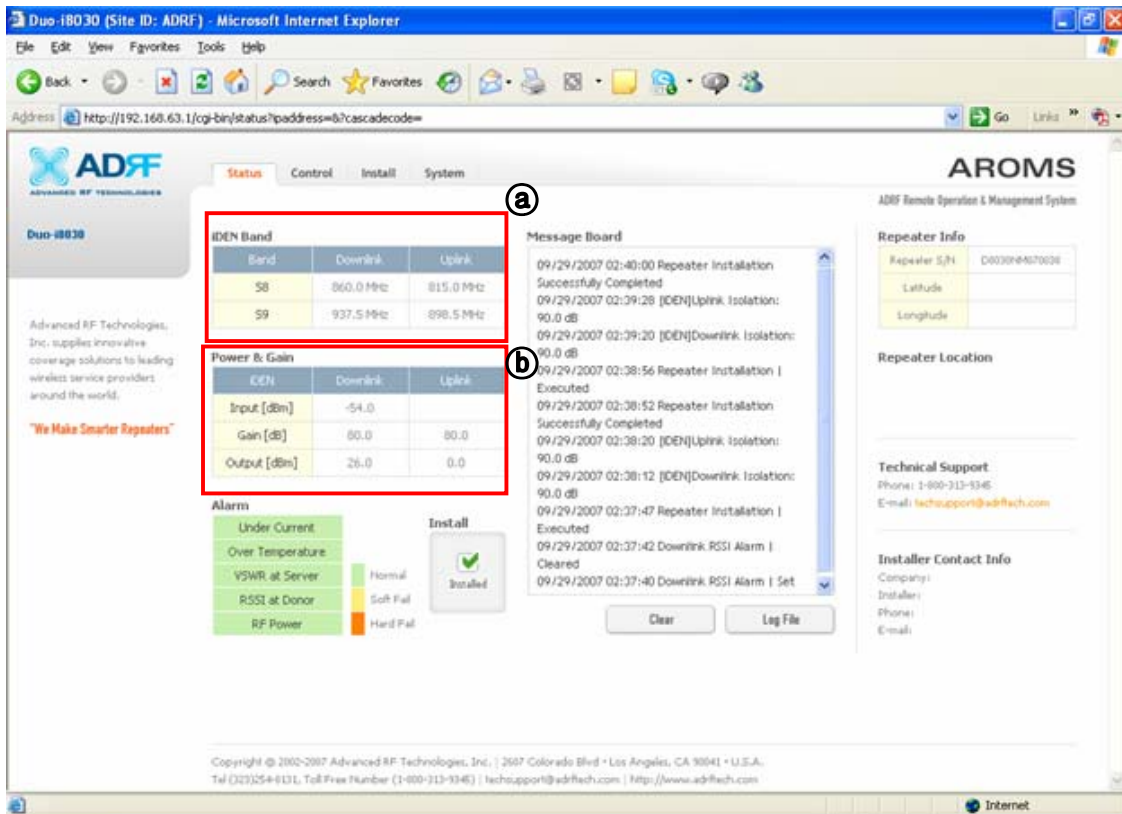 Duo-i8030 (Site ID: ADRF) - Microsoft Internet Explorer
File Edit View Favorites Tools Help
Back Search Favorites
Address http://192.168.63.1/cgi-bin/status?ipaddress=&?cascadecode= Go Links »
ADRF
ADVANCED RF TECHNOLOGIES
Status Control Install System
AROMS
ADRF Remote Operation & Management System
Duo-i8030
Advanced RF Technologies,
Inc. supplies innovative
coverage solutions to leading
wireless service providers
around the world.
"We Make Smarter Repeaters"
ⓐ
iDEN Band
Band Downlink Uplink
S8 860.0 MHz 815.0 MHz
S9 937.5 MHz 898.5 MHz
ⓑ
Power & Gain
iDEN Downlink Uplink
Input [dBm] -54.0
Gain [dB] 80.0 80.0
Output [dBm] 26.0 0.0
Alarm
Under Current
Over Temperature
VSWR at Server
RSSI at Donor
RF Power
Normal
Soft Fail
Hard Fail
Install
Installed
Message Board
09/29/2007 02:40:00 Repeater Installation
Successfully Completed
09/29/2007 02:39:28 [IDEN]Uplink Isolation:
90.0 dB
09/29/2007 02:39:20 [IDEN]Downlink Isolation:
90.0 dB
09/29/2007 02:38:56 Repeater Installation |
Executed
09/29/2007 02:38:52 Repeater Installation
Successfully Completed
09/29/2007 02:38:20 [IDEN]Uplink Isolation:
90.0 dB
09/29/2007 02:38:12 [IDEN]Downlink Isolation:
90.0 dB
09/29/2007 02:37:47 Repeater Installation |
Executed
09/29/2007 02:37:42 Downlink RSSI Alarm |
Cleared
09/29/2007 02:37:40 Downlink RSSI Alarm | Set
Clear Log File
Repeater Info
Repeater S/N
Latitude
Longitude
Repeater Location
Technical Support
Phone: 1-800-313-9345
E-mail: techsupport@adrftech.com
Installer Contact Info
Company:
Installer:
Phone:
E-mail:
Copyright @ 2002-2007 Advanced RF Technologies, Inc. | 2607 Colorado Blvd • Los Angeles, CA 90041 • U.S.A.
Tel (323)254-8131, Toll Free Number (1-800-313-9345) | techsupport@adrftech.com | http://www.adrftech.com
Internet